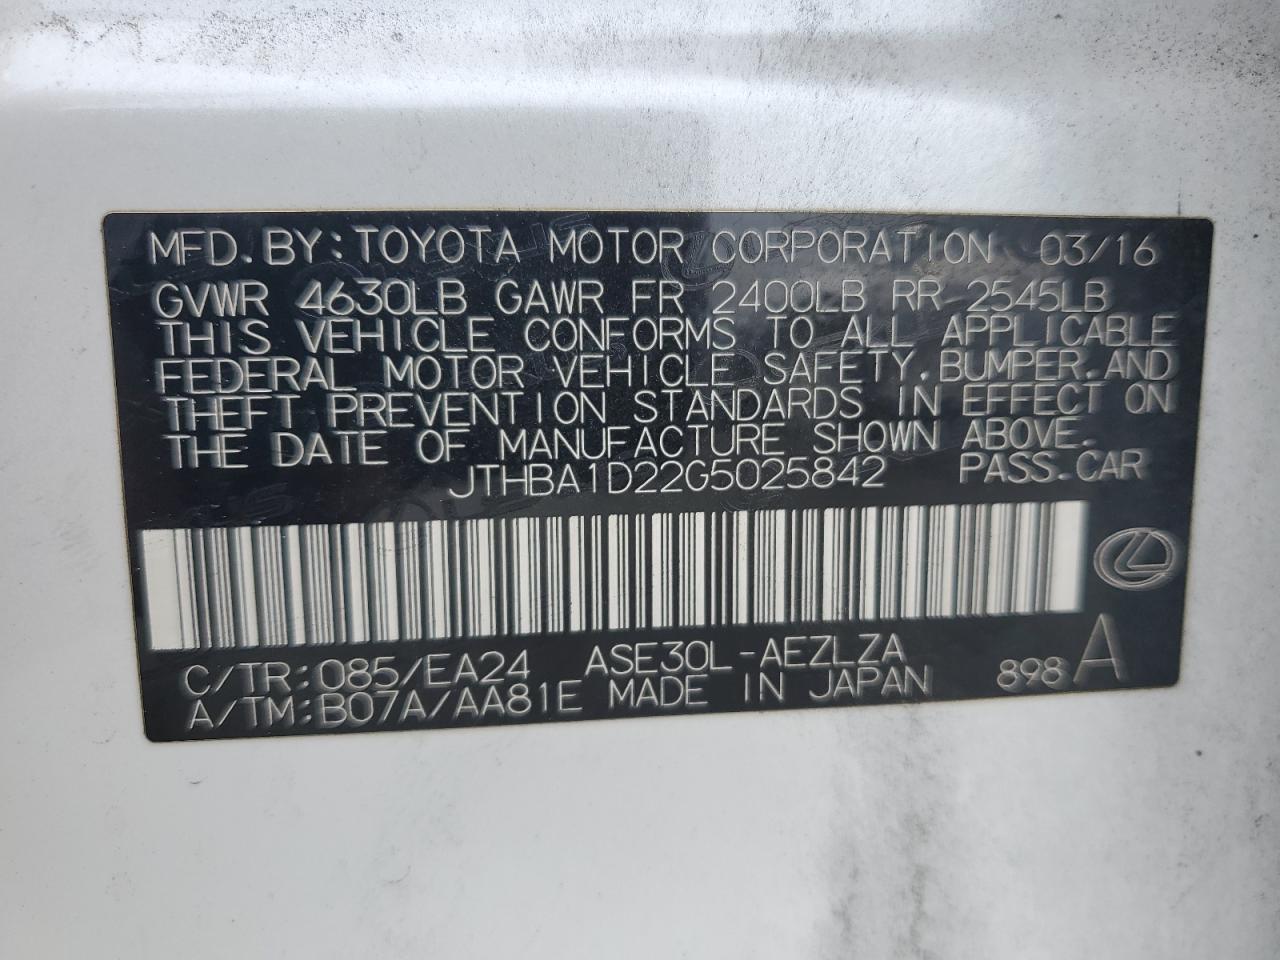 MFD.BY:TOYOTA MOTOR CORPORATION 03/16
GVWR 4630LB GAWR FR 2400LB RR 2545LB
THIS VEHICLE CONFORMS TO ALL APPLICABLE
FEDERAL MOTOR VEHICLE SAFETY,BUMPER,AND
THEFT PREVENTION STANDARDS IN EFFECT ON
THE DATE OF MANUFACTURE SHOWN ABOVE.
JTHBA1D22G5025842 PASS.CAR
C/TR:085/EA24 ASE30L-AEZLZA
A/TM:B07A/AA81E MADE IN JAPAN 898 A